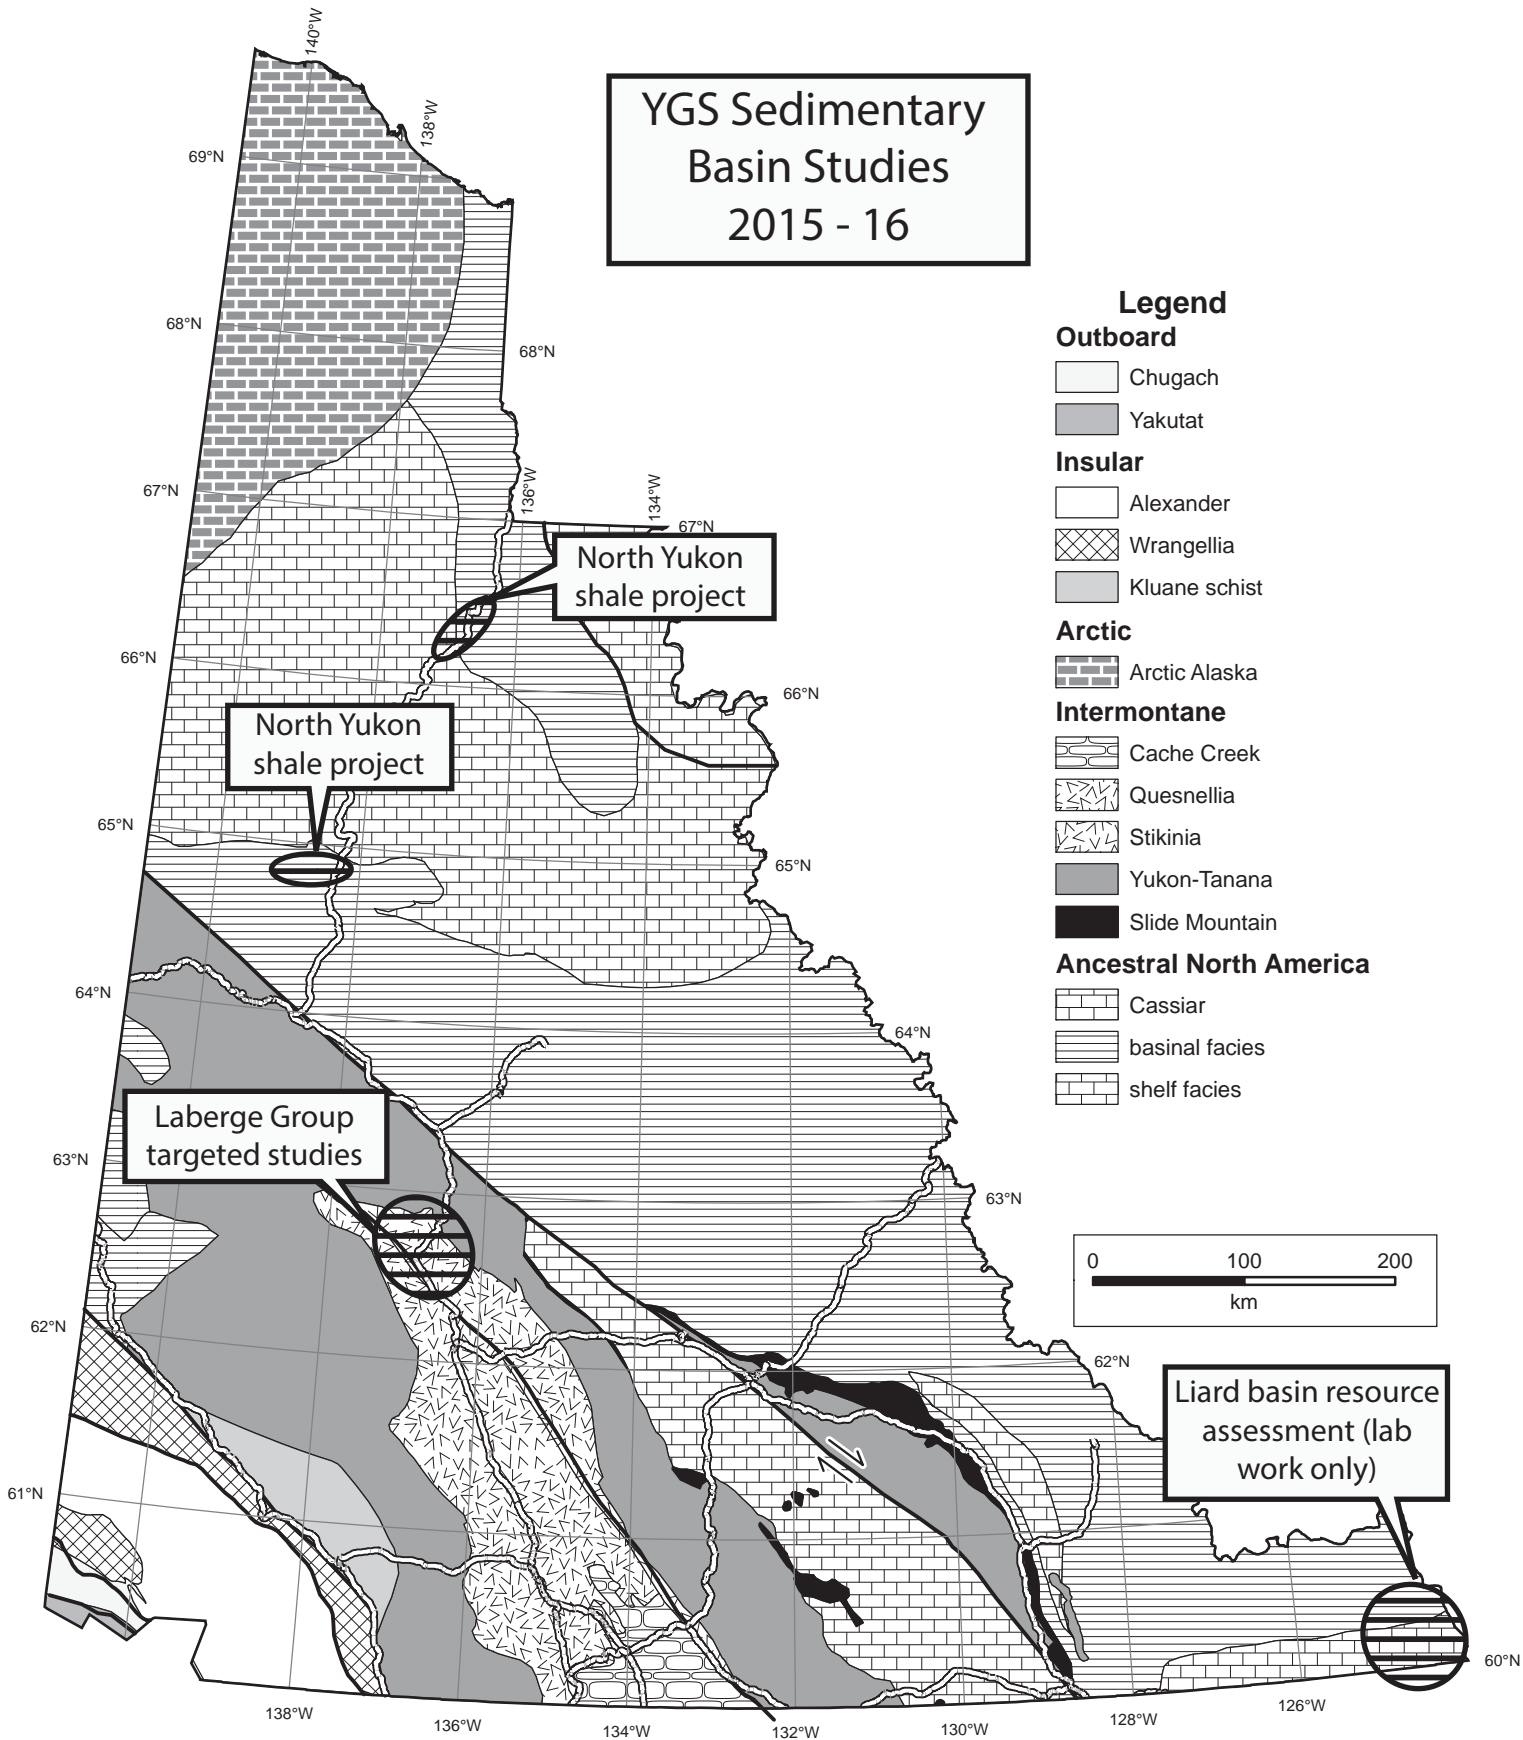 140°W
138°W
YGS Sedimentary
Basin Studies
2015 - 16
69°N
68°N
68°N
67°N
136°W
134°W
67°N
North Yukon
shale project
66°N
66°N
North Yukon
shale project
65°N
65°N
64°N
64°N
Laberge Group
targeted studies
63°N
63°N
62°N
62°N
61°N
60°N
138°W
136°W
134°W
132°W
130°W
128°W
126°W
Legend
Outboard
Chugach
Yakutat
Insular
Alexander
Wrangellia
Kluane schist
Arctic
Arctic Alaska
Intermontane
Cache Creek
Quesnellia
Stikinia
Yukon-Tanana
Slide Mountain
Ancestral North America
Cassiar
basinal facies
shelf facies
0 100 200
km
Liard basin resource
assessment (lab
work only)